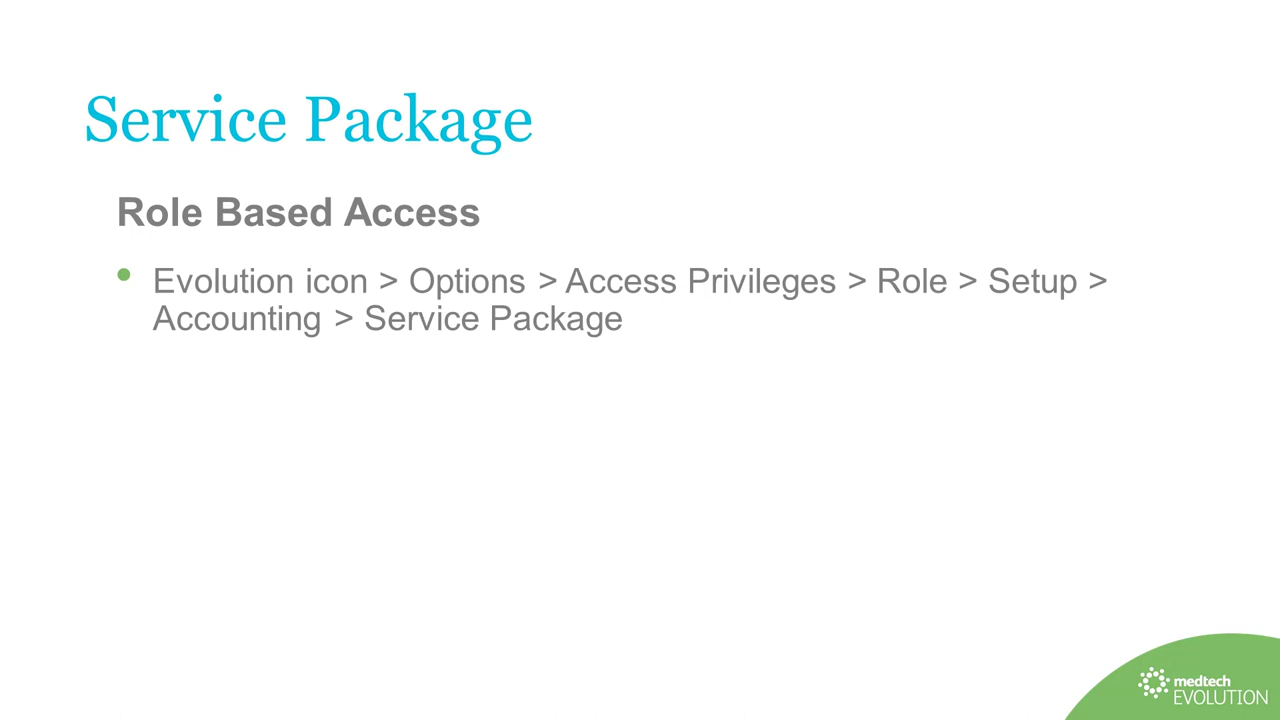 Service Package
Role Based Access
• Evolution icon > Options > Access Privileges > Role > Setup >
Accounting > Service Package
medtech
EVOLUTION